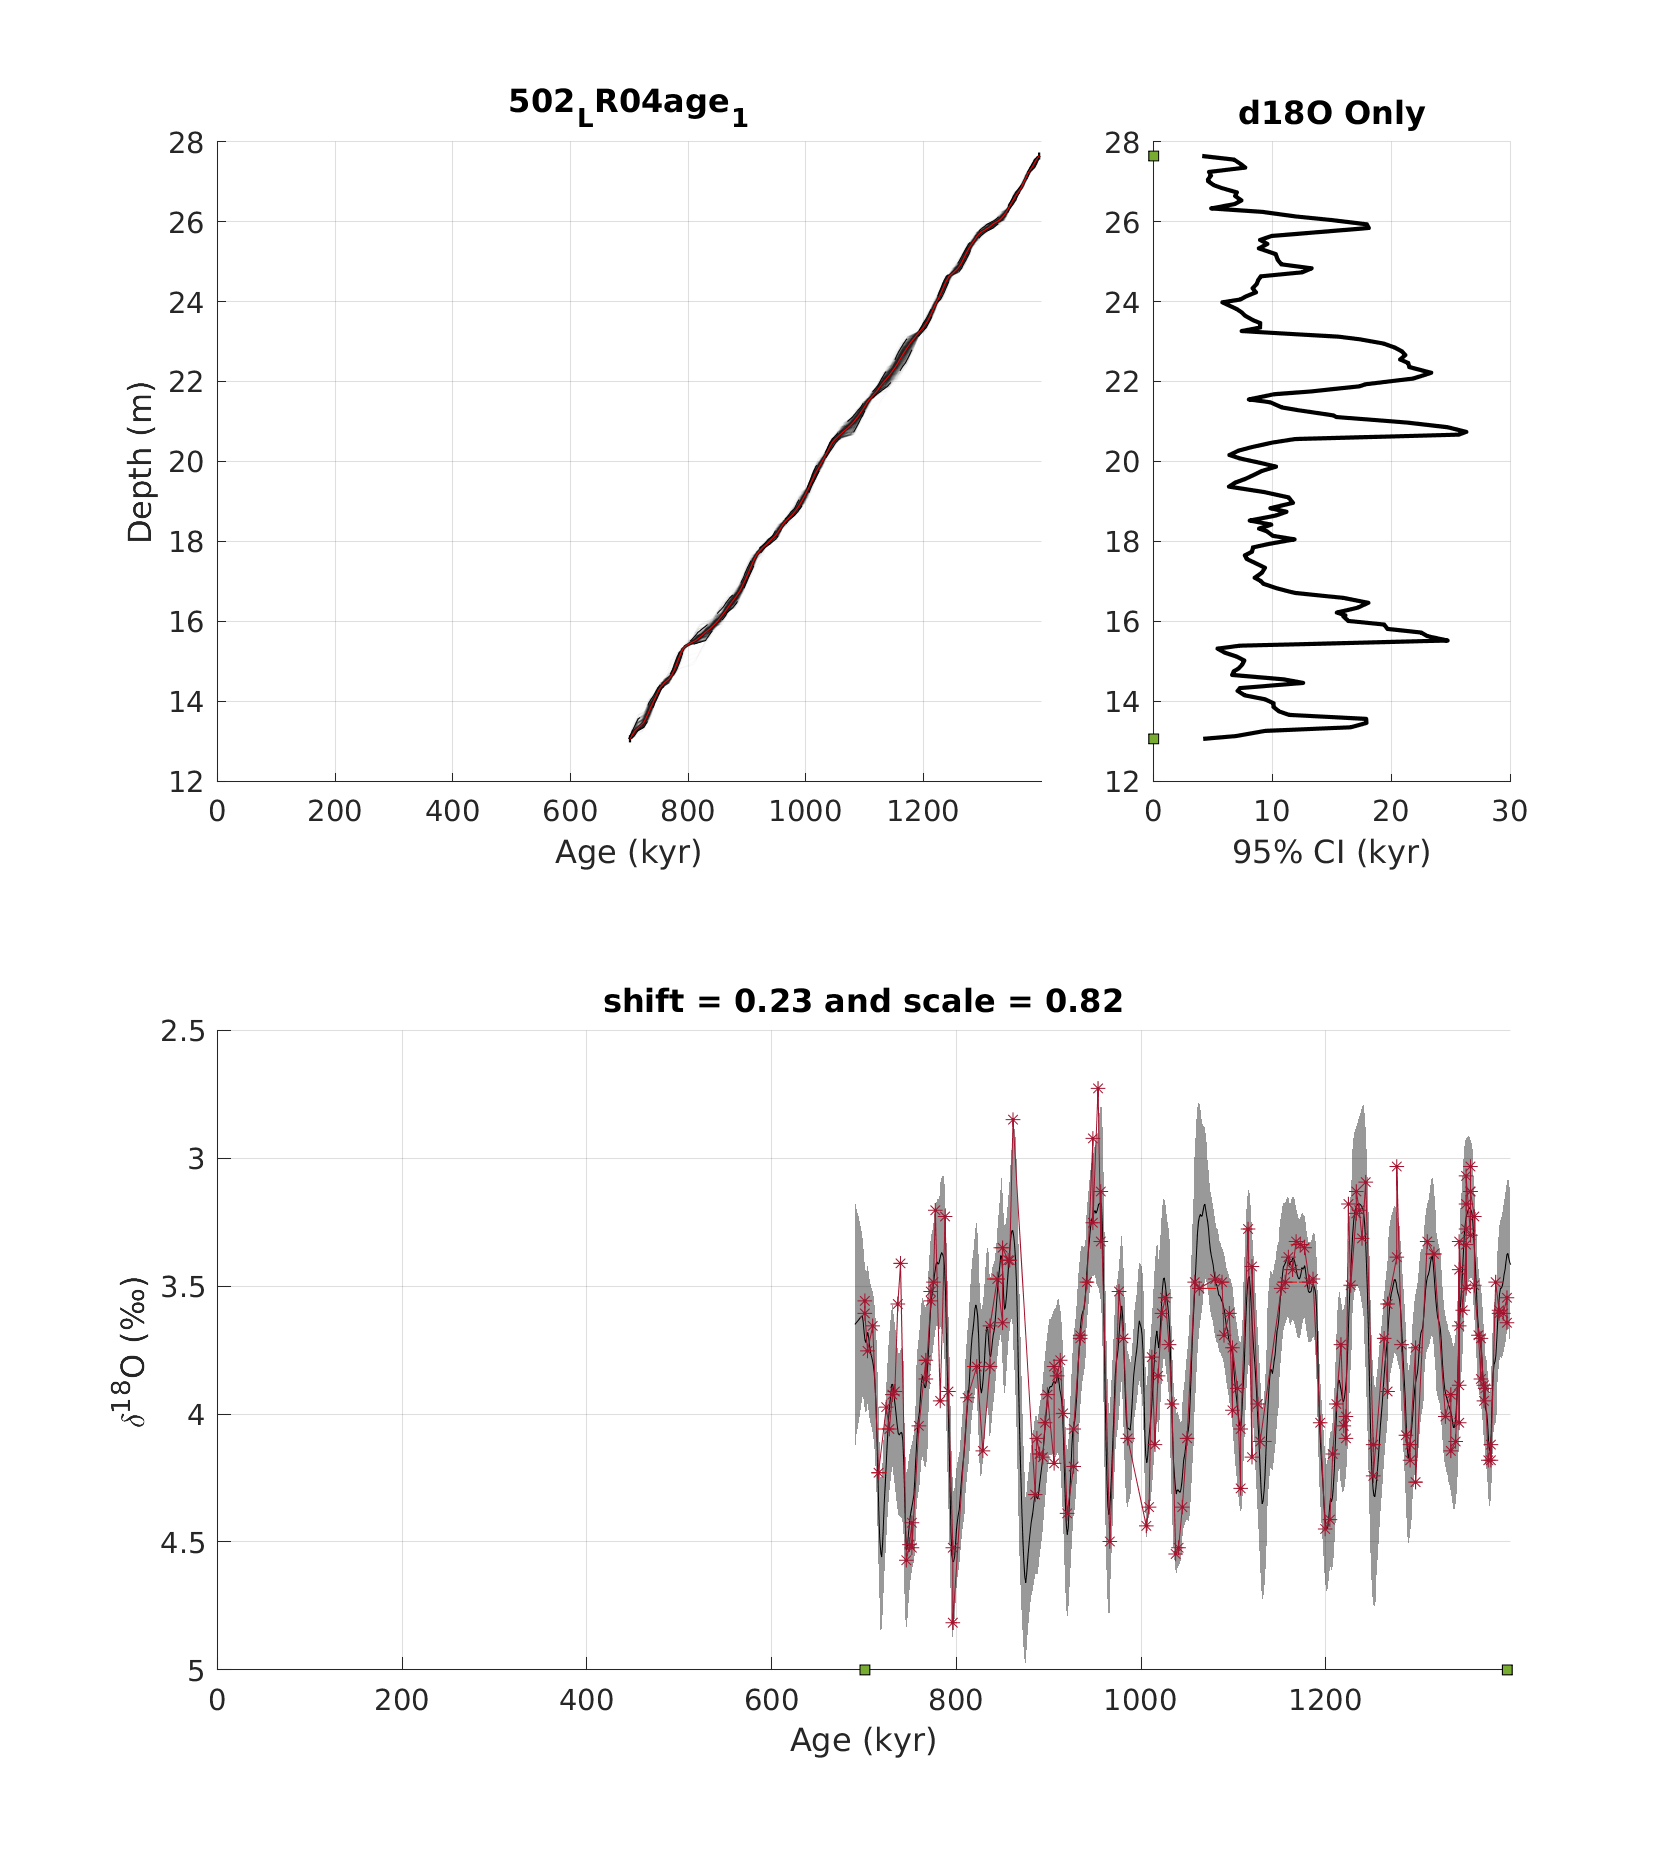 502LR04age1
d18O Only
28
26
24
22
20
18
16
14
12
Depth (m)
0 200 400 600 800 1000 1200
Age (kyr)
28
26
24
22
20
18
16
14
12
0 10 20 30
95% CI (kyr)
shift = 0.23 and scale = 0.82
2.5
3
3.5
4
4.5
5
δ18O (‰)
0 200 400 600 800 1000 1200
Age (kyr)